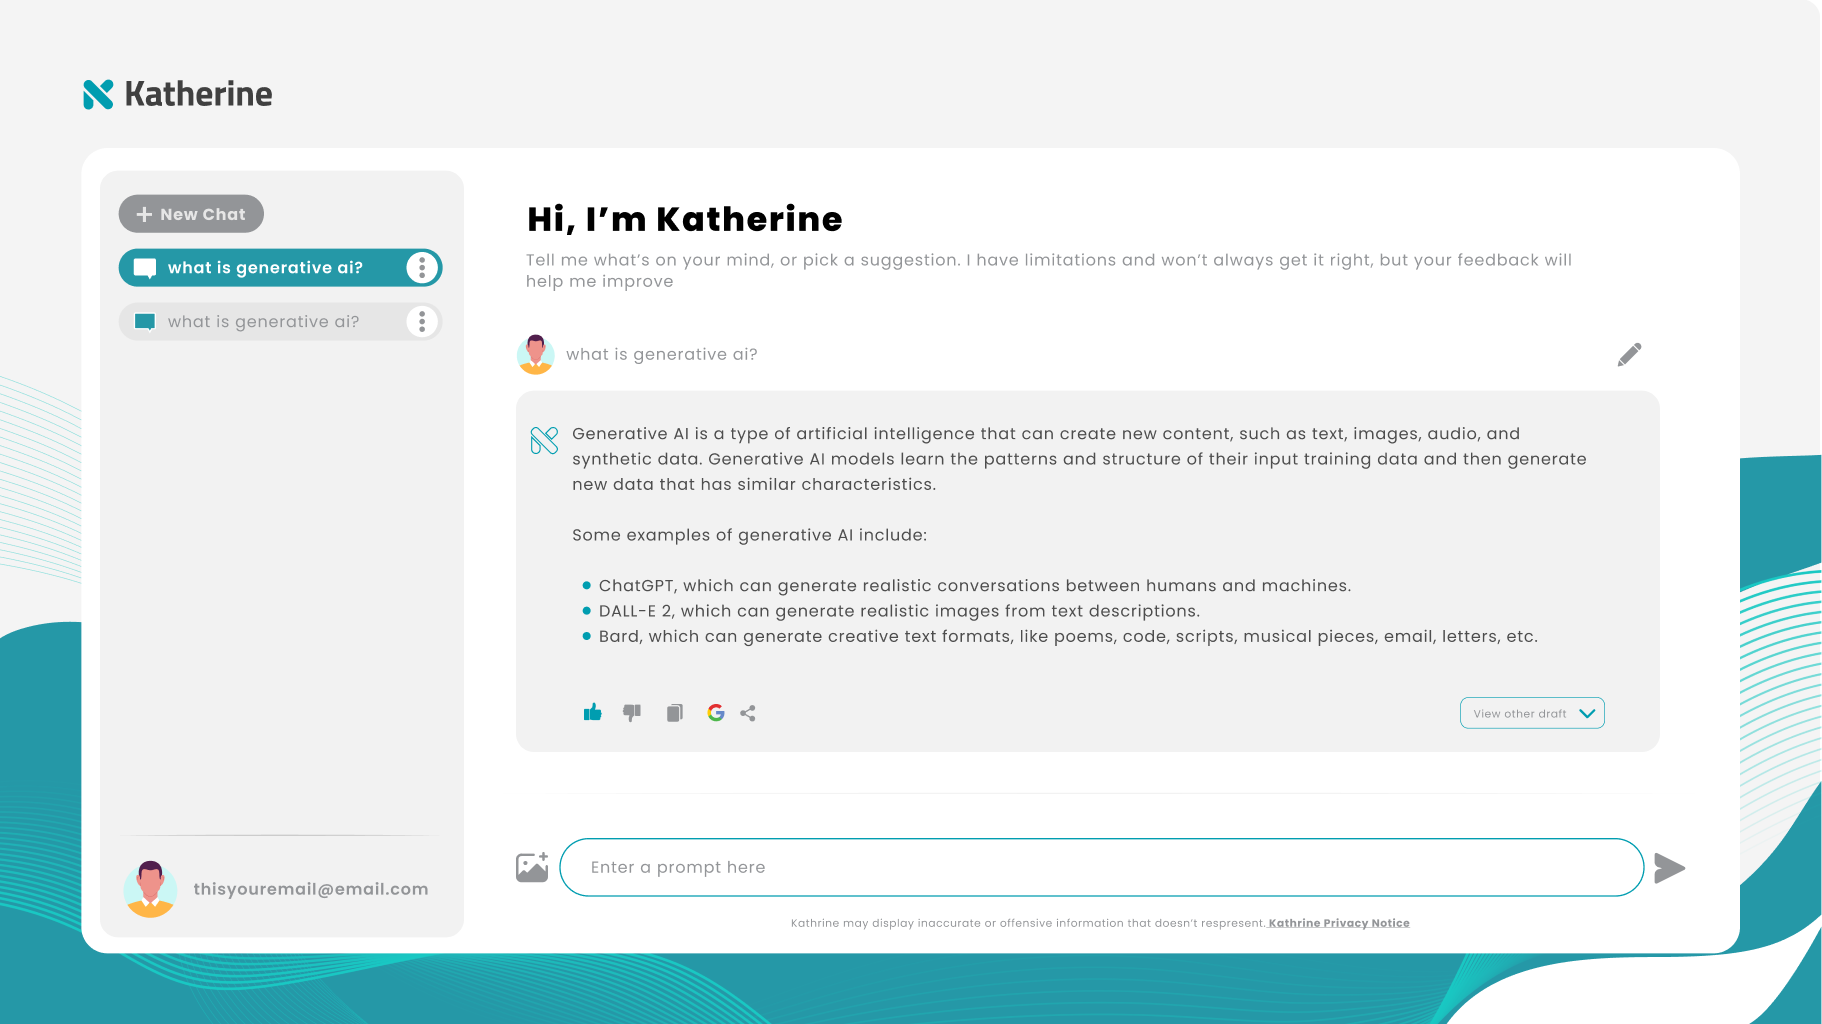 Katherine
New Chat
what is generative ai?
what is generative ai?
thisyouremail@email.com
Hi, I’m Katherine
Tell me what’s on your mind, or pick a suggestion. I have limitations and won’t always get it right, but your feedback will
help me improve
what is generative ai?
Generative AI is a type of artificial intelligence that can create new content, such as text, images, audio, and
synthetic data. Generative AI models learn the patterns and structure of their input training data and then generate
new data that has similar characteristics.
Some examples of generative AI include:
ChatGPT, which can generate realistic conversations between humans and machines.
DALL-E 2, which can generate realistic images from text descriptions.
Bard, which can generate creative text formats, like poems, code, scripts, musical pieces, email, letters, etc.
View other draft
Enter a prompt here
Kathrine may display inaccurate or offensive information that doesn’t respresent. Kathrine Privacy Notice